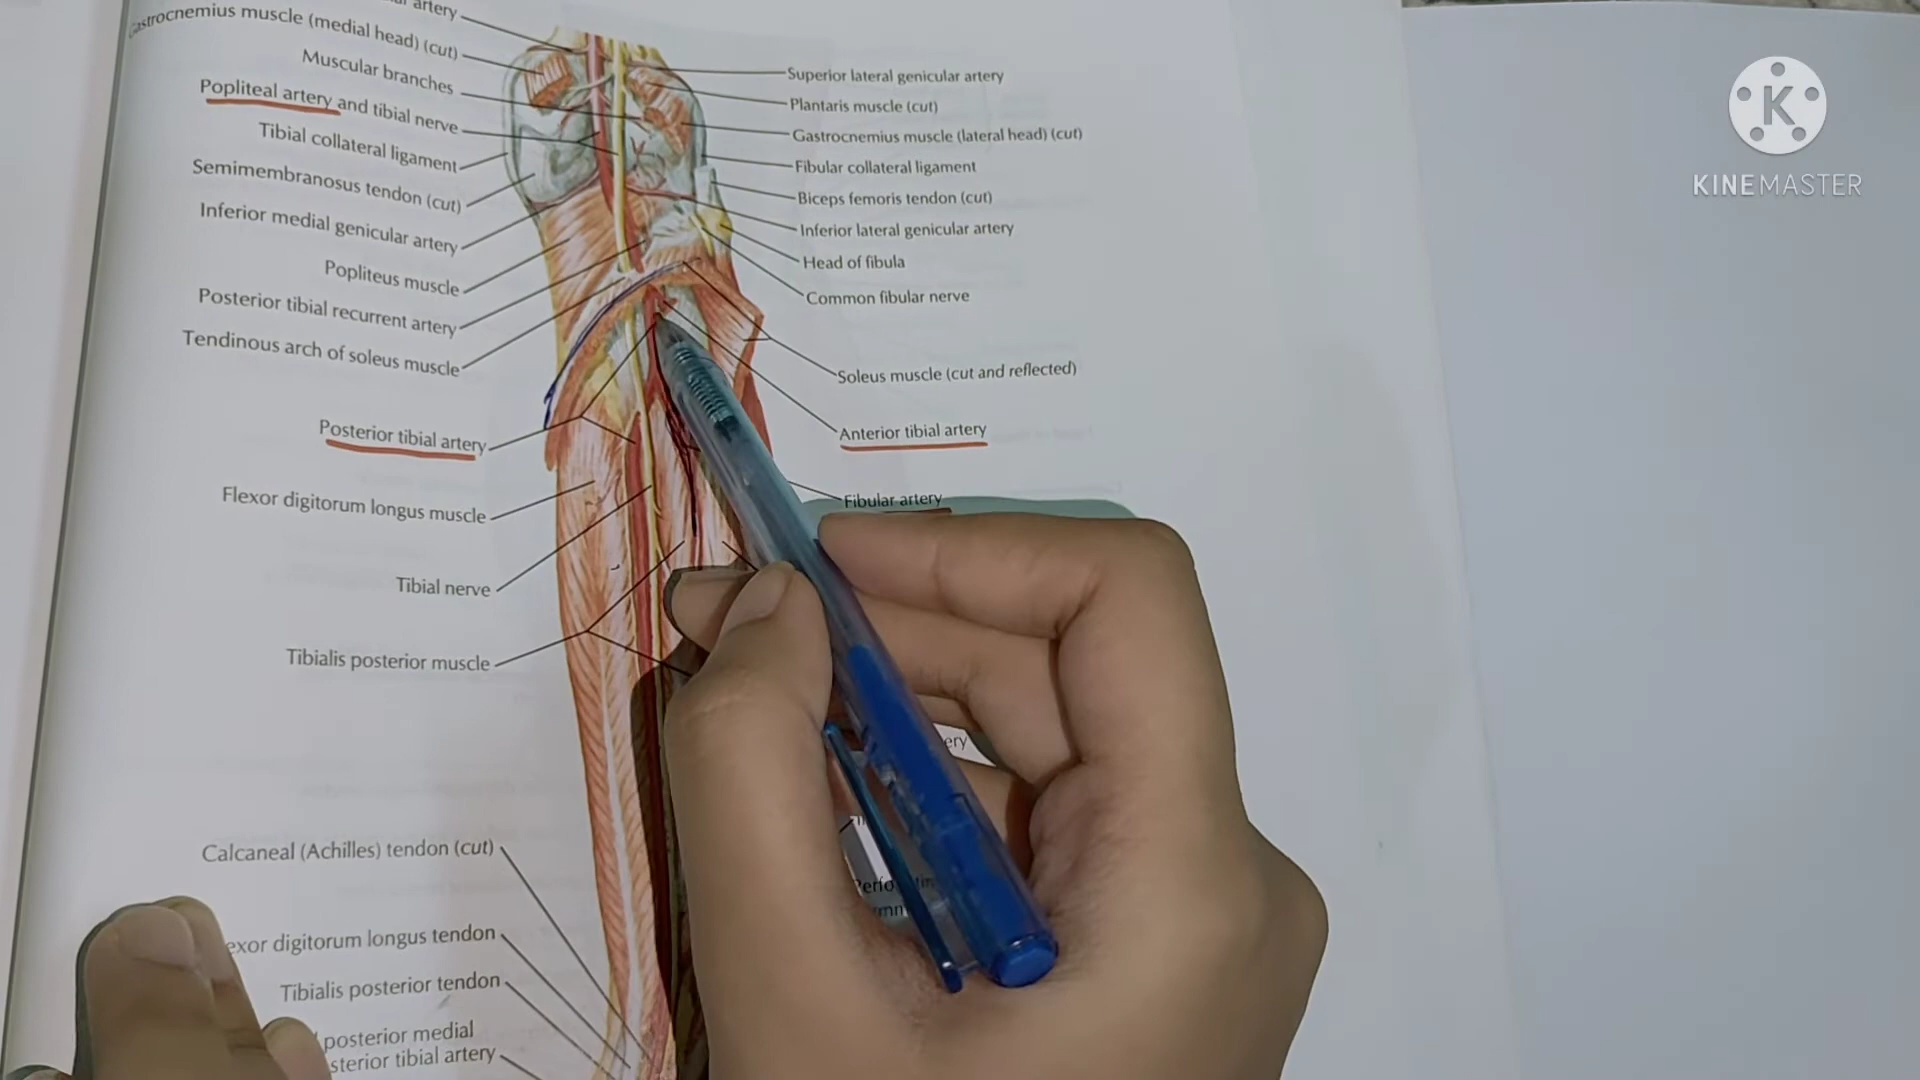 artery
Gastrocnemius muscle (medial head) (cut)
Muscular branches
Popliteal artery and tibial nerve
Tibial collateral ligament
Semimembranosus tendon (cut)
Inferior medial genicular artery
Popliteus muscle
Posterior tibial recurrent artery
Tendinous arch of soleus muscle
Posterior tibial artery
Flexor digitorum longus muscle
Tibial nerve
Tibialis posterior muscle
Calcaneal (Achilles) tendon (cut)
exor digitorum longus tendon
Tibialis posterior tendon
posterior medial
sterior tibial artery
Superior lateral genicular artery
Plantaris muscle (cut)
Gastrocnemius muscle (lateral head) (cut)
Fibular collateral ligament
Biceps femoris tendon (cut)
Inferior lateral genicular artery
Head of fibula
Common fibular nerve
Soleus muscle (cut and reflected)
Anterior tibial artery
Fibular artery
ery
K
KINEMASTER